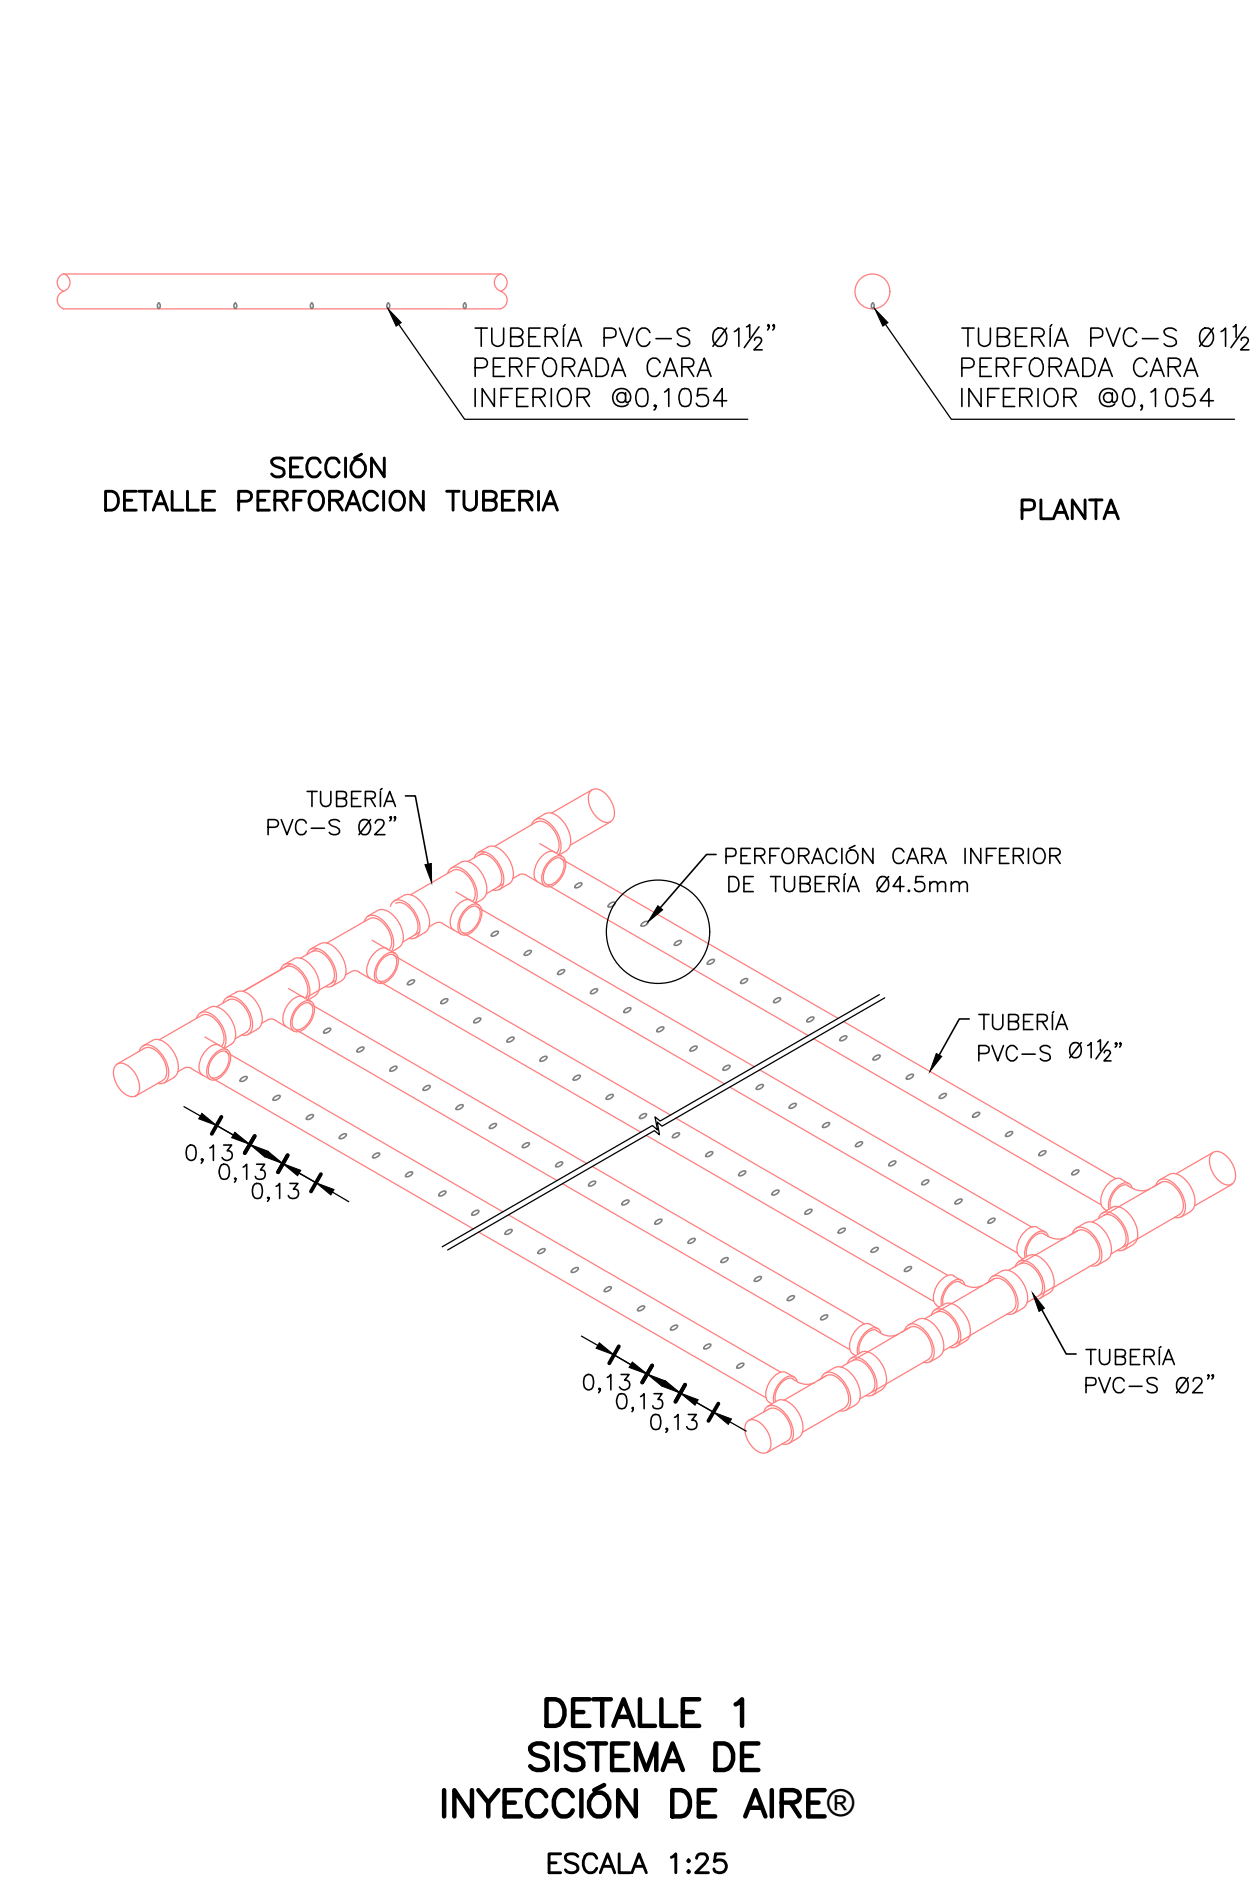 TUBERÍA PVC-S Ø1½"
PERFORADA CARA
INFERIOR @0,1054
TUBERÍA PVC-S Ø1½
PERFORADA CARA
INFERIOR @0,1054
SECCIÓN
DETALLE PERFORACION TUBERIA
PLANTA
TUBERÍA
PVC-S Ø2"
PERFORACIÓN CARA INFERIOR
DE TUBERÍA Ø4.5mm
TUBERÍA
PVC-S Ø1½"
0,13
0,13
0,13
0,13
0,13
0,13
TUBERÍA
PVC-S Ø2"
DETALLE 1
SISTEMA DE
INYECCIÓN DE AIRE®
ESCALA 1:25